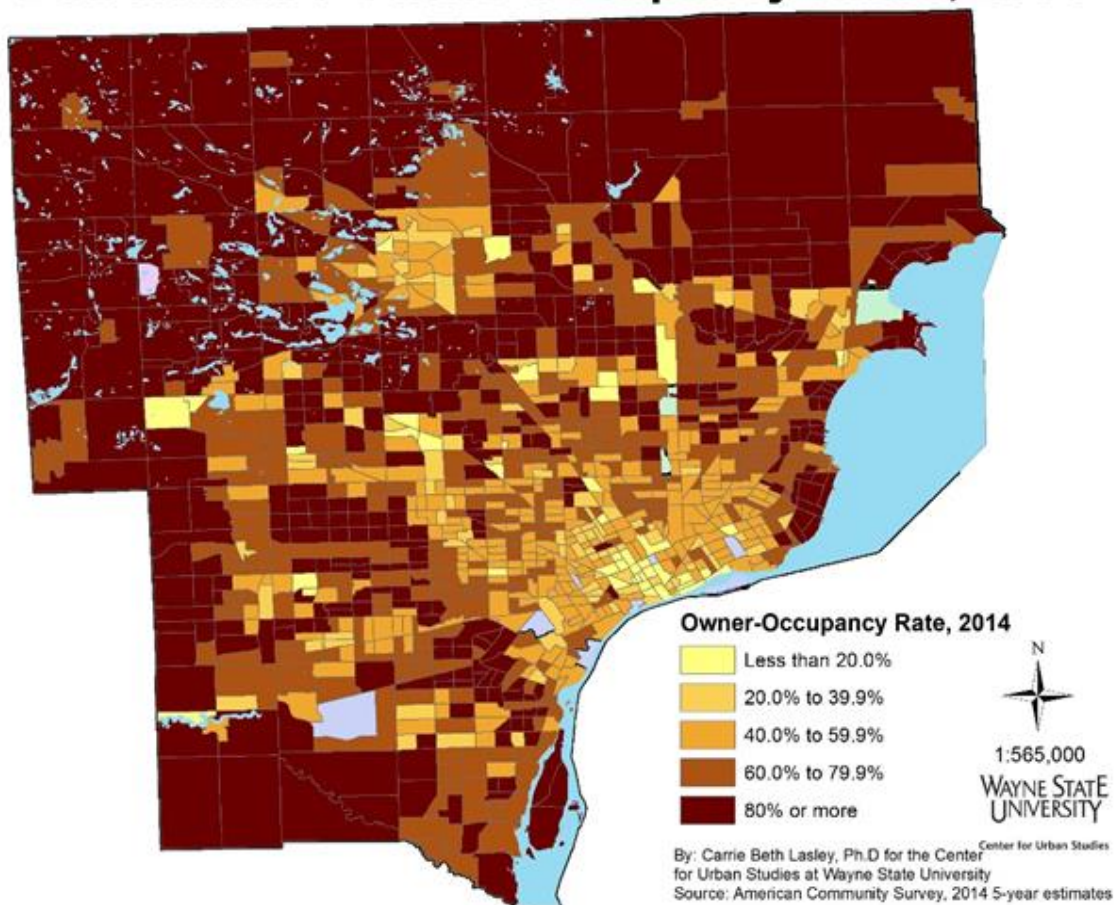 Owner-Occupancy Rate, 2014
Less than 20.0%
20.0% to 39.9%
40.0% to 59.9%
60.0% to 79.9%
80% or more
N
1:565,000
WAYNE STATE
UNIVERSITY
Center for Urban Studies
By: Carrie Beth Lasley, Ph.D for the Center
for Urban Studies at Wayne State University
Source: American Community Survey, 2014 5-year estimates